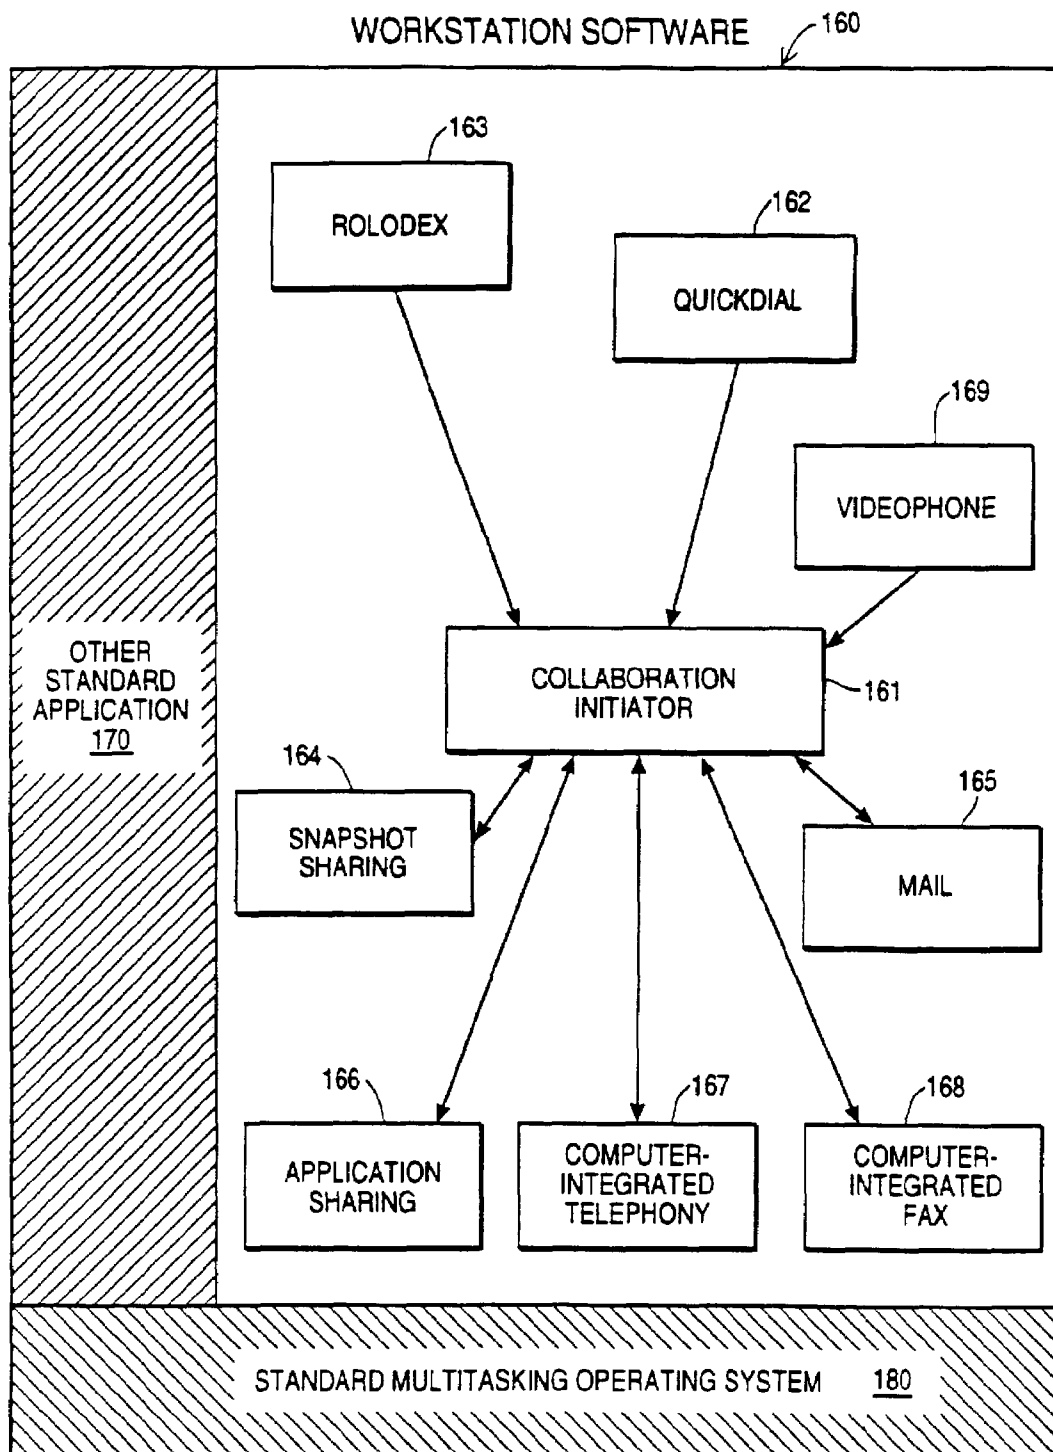 WORKSTATION SOFTWARE
160
163
ROLODEX
162
QUICKDIAL
169
VIDEOPHONE
COLLABORATION
INITIATOR
161
OTHER
STANDARD
APPLICATION
170
164
SNAPSHOT
SHARING
165
MAIL
166
APPLICATION
SHARING
167
COMPUTER-
INTEGRATED
TELEPHONY
168
COMPUTER-
INTEGRATED
FAX
STANDARD MULTITASKING OPERATING SYSTEM 180